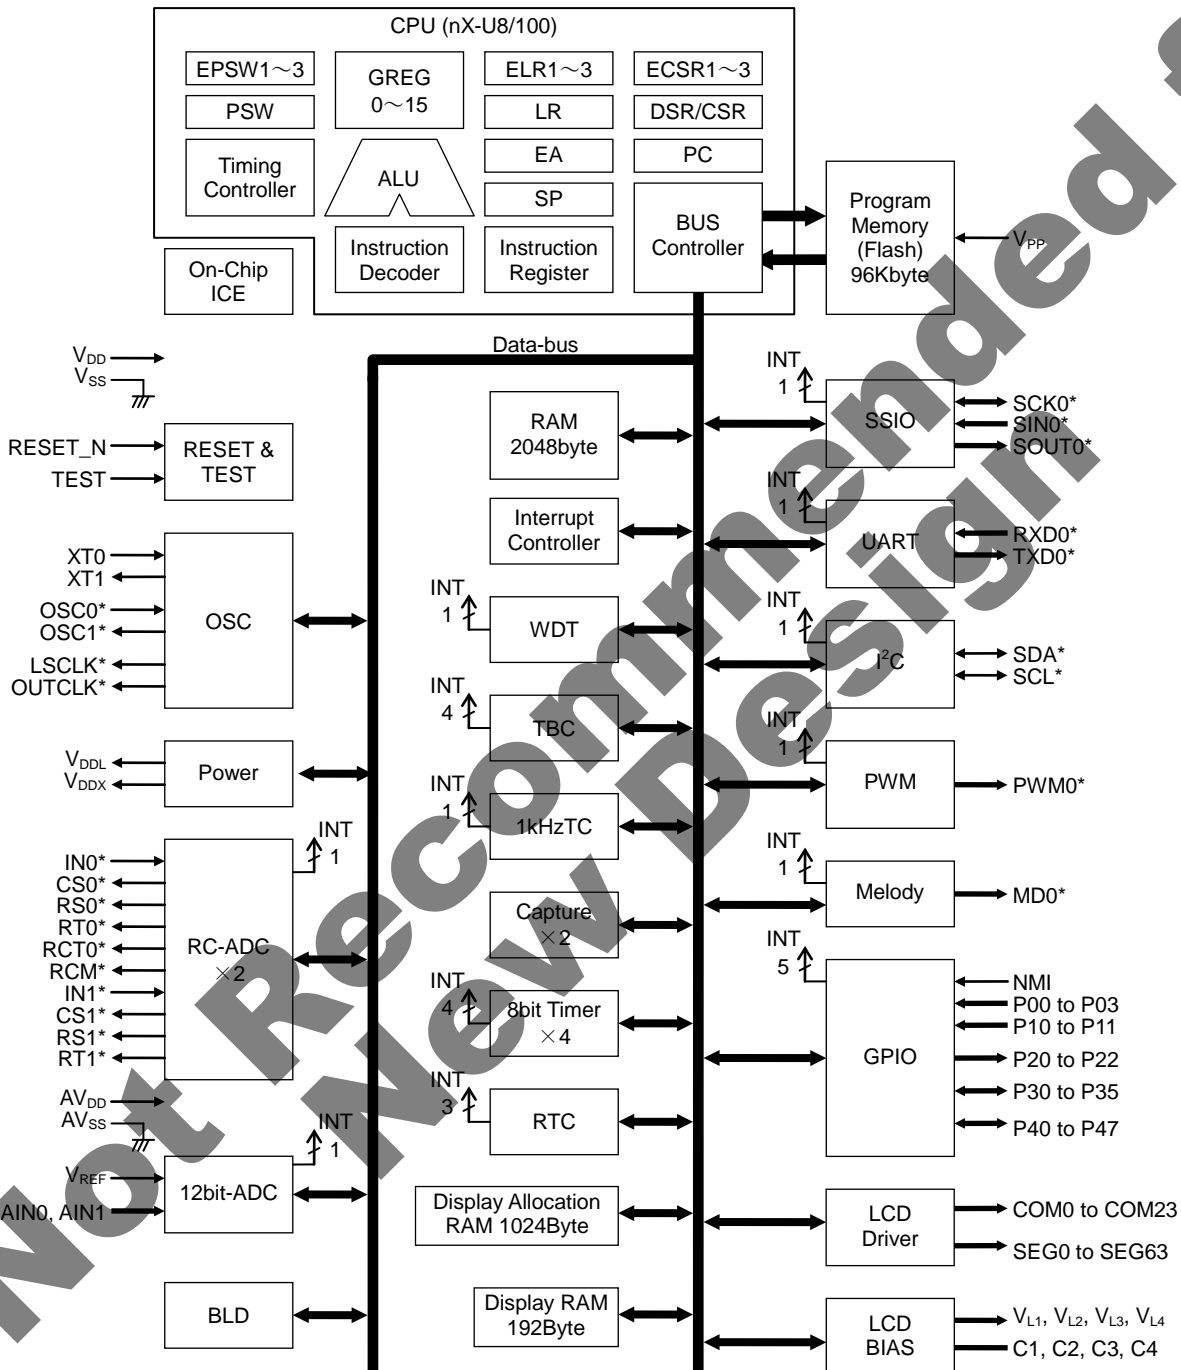 CPU (nX-U8/100)
EPSW1～3
GREG
0～15
ELR1～3
ECSR1～3
PSW
LR
DSR/CSR
Timing
Controller
ALU
EA
PC
SP
BUS
Controller
Program
Memory
(Flash)
96Kbyte
VPP
On-Chip
ICE
Instruction
Decoder
Instruction
Register
Data-bus
VDD
VSS
RESET_N
TEST
RESET &
TEST
XT0
XT1
OSC0*
OSC1*
LSCLK*
OUTCLK*
OSC
VDDL
VDDX
Power
IN0*
CS0*
RS0*
RT0*
RCT0*
RCM*
IN1*
CS1*
RS1*
RT1*
RC-ADC
×2
INT
1
AVDD
AVSS
VREF
AIN0, AIN1
12bit-ADC
INT
1
BLD
RAM
2048byte
Interrupt
Controller
INT
1
WDT
INT
4
TBC
INT
1
1kHzTC
Capture
×2
INT
4
8bit Timer
×4
INT
3
RTC
Display Allocation
RAM 1024Byte
Display RAM
192Byte
INT
1
SSIO
SCK0*
SIN0*
SOUT0*
INT
1
UART
RXD0*
TXD0*
INT
1
I²C
SDA*
SCL*
INT
1
PWM
PWM0*
INT
1
Melody
MD0*
INT
5
GPIO
NMI
P00 to P03
P10 to P11
P20 to P22
P30 to P35
P40 to P47
LCD
Driver
COM0 to COM23
SEG0 to SEG63
LCD
BIAS
VL1, VL2, VL3, VL4
C1, C2, C3, C4
Not Recommended f
New Design